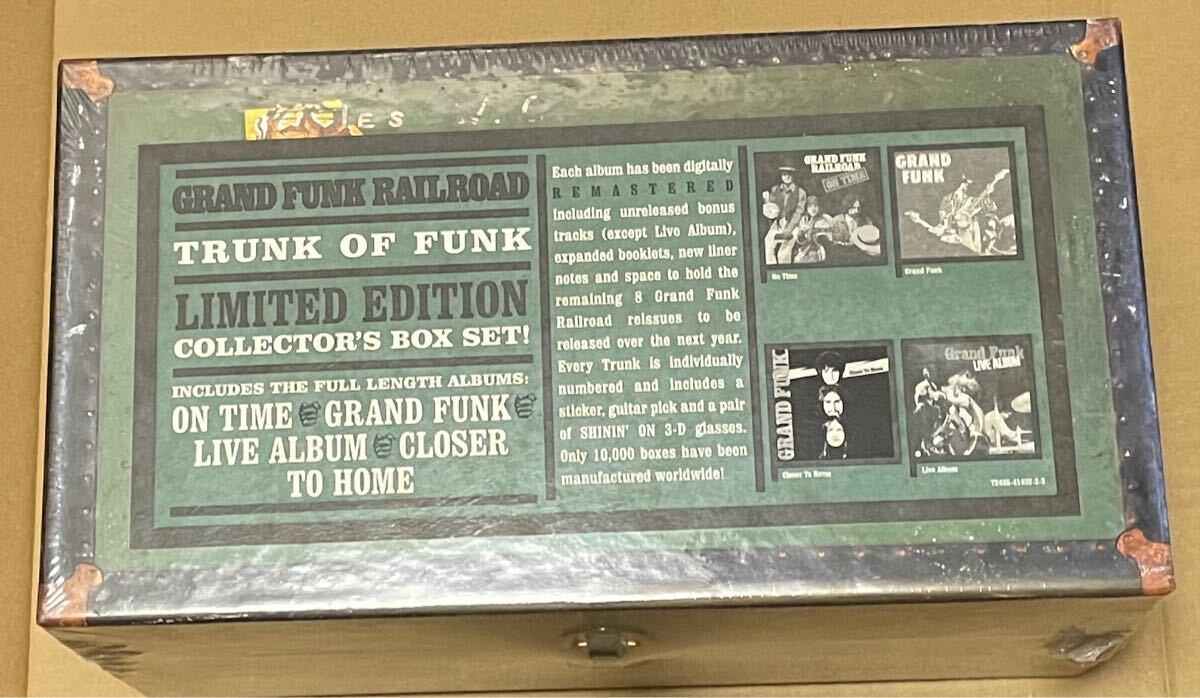 GRAND FUNK RAILROAD
TRUNK OF FUNK
LIMITED EDITION
COLLECTOR'S BOX SET!
INCLUDES THE FULL LENGTH ALBUMS:
ON TIME GRAND FUNK
LIVE ALBUM CLOSER
TO HOME
Each album has been digitally
REMASTERED
including unreleased bonus
tracks (except Live Album),
expanded booklets, new liner
notes and space to hold the
remaining 8 Grand Funk
Railroad reissues to be
released over the next year.
Every Trunk is individually
numbered and includes a
sticker, guitar pick and a pair
of SHININ' ON 3-D glasses.
Only 10,000 boxes have been
manufactured worldwide!
GRAND FUNK
RAILROAD
ON TIME
On Time
GRAND
FUNK
Grand Funk
GRAND FUNK
Closer To Home
Closer To Home
Grand Funk
LIVE ALBUM
Live Album